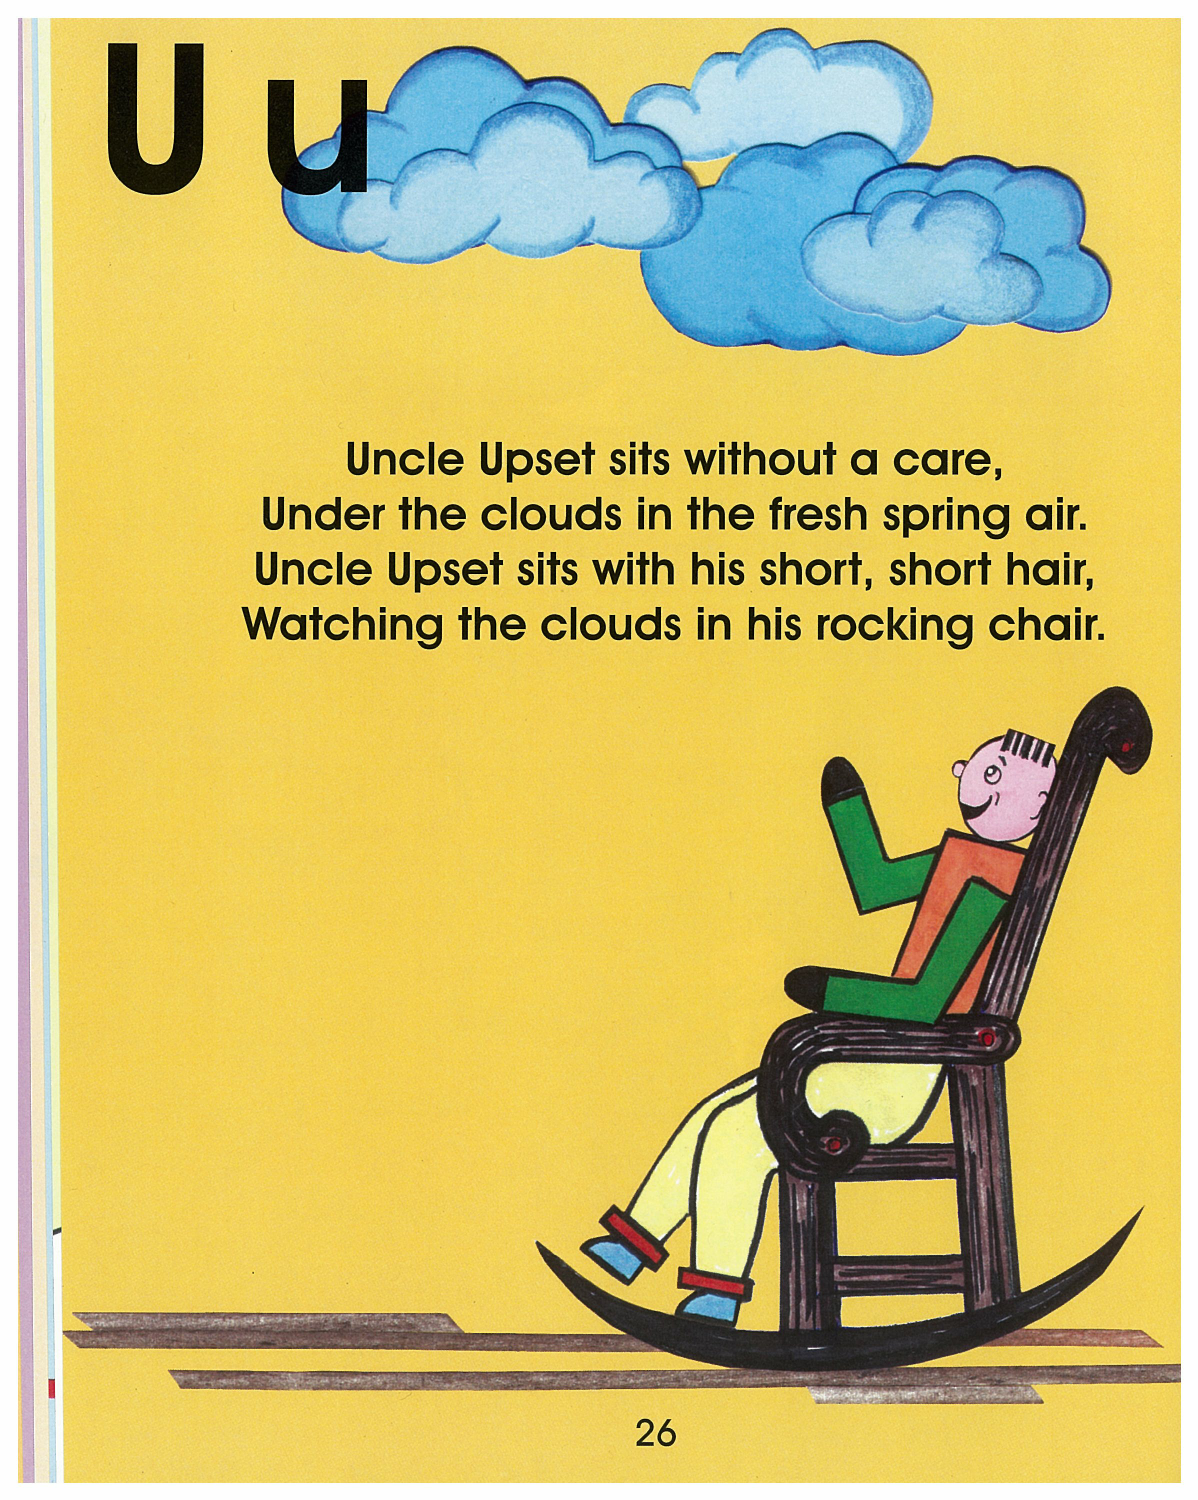 U u
Uncle Upset sits without a care,
Under the clouds in the fresh spring air.
Uncle Upset sits with his short, short hair,
Watching the clouds in his rocking chair.
26